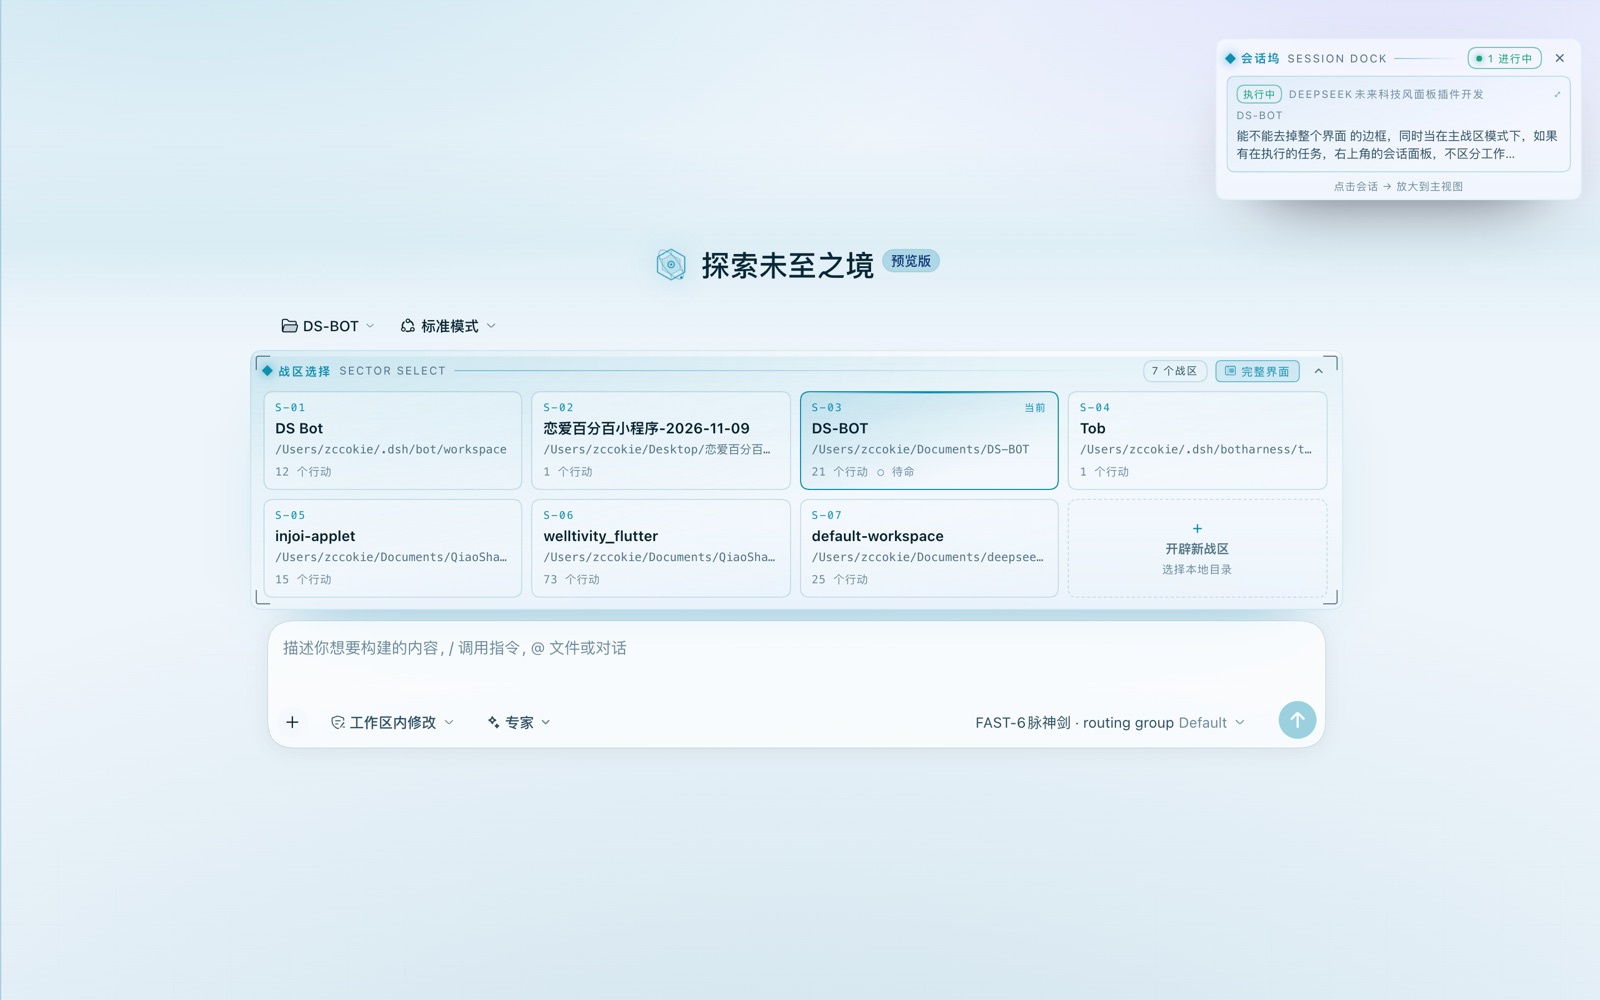 会话坞 SESSION DOCK 1 进行中
执行中 DEEPSEEK未来科技风面板插件开发
DS-BOT
能不能去掉整个界面 的边框，同时当在主战区模式下，如果
有在执行的任务，右上角的会话面板，不区分工作...
点击会话 → 放大到主视图
探索未至之境 预览版
DS-BOT 标准模式
战区选择 SECTOR SELECT 7 个战区 完整界面
S-01
DS Bot
/Users/zccokie/.dsh/bot/workspace
12 个行动
S-02
恋爱百分百小程序-2026-11-09
/Users/zccokie/Desktop/恋爱百分百…
1 个行动
S-03 当前
DS-BOT
/Users/zccokie/Documents/DS-BOT
21 个行动 ○ 待命
S-04
Tob
/Users/zccokie/.dsh/botharness/t…
1 个行动
S-05
injoi-applet
/Users/zccokie/Documents/QiaoSha…
15 个行动
S-06
welltivity_flutter
/Users/zccokie/Documents/QiaoSha…
73 个行动
S-07
default-workspace
/Users/zccokie/Documents/deepsee…
25 个行动
+
开辟新战区
选择本地目录
描述你想要构建的内容, / 调用指令, @ 文件或对话
工作区内修改 专家 FAST-6脉神剑 · routing group Default